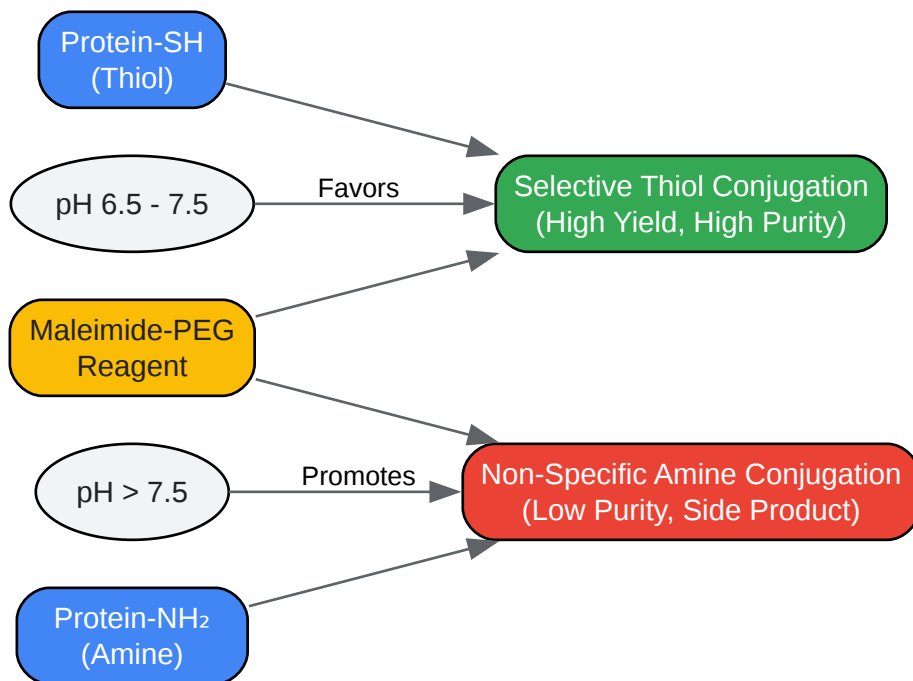 Protein-SH
(Thiol)
pH 6.5 - 7.5
Favors
Selective Thiol Conjugation
(High Yield, High Purity)
Maleimide-PEG
Reagent
pH > 7.5
Promotes
Non-Specific Amine Conjugation
(Low Purity, Side Product)
Protein-NH₂
(Amine)